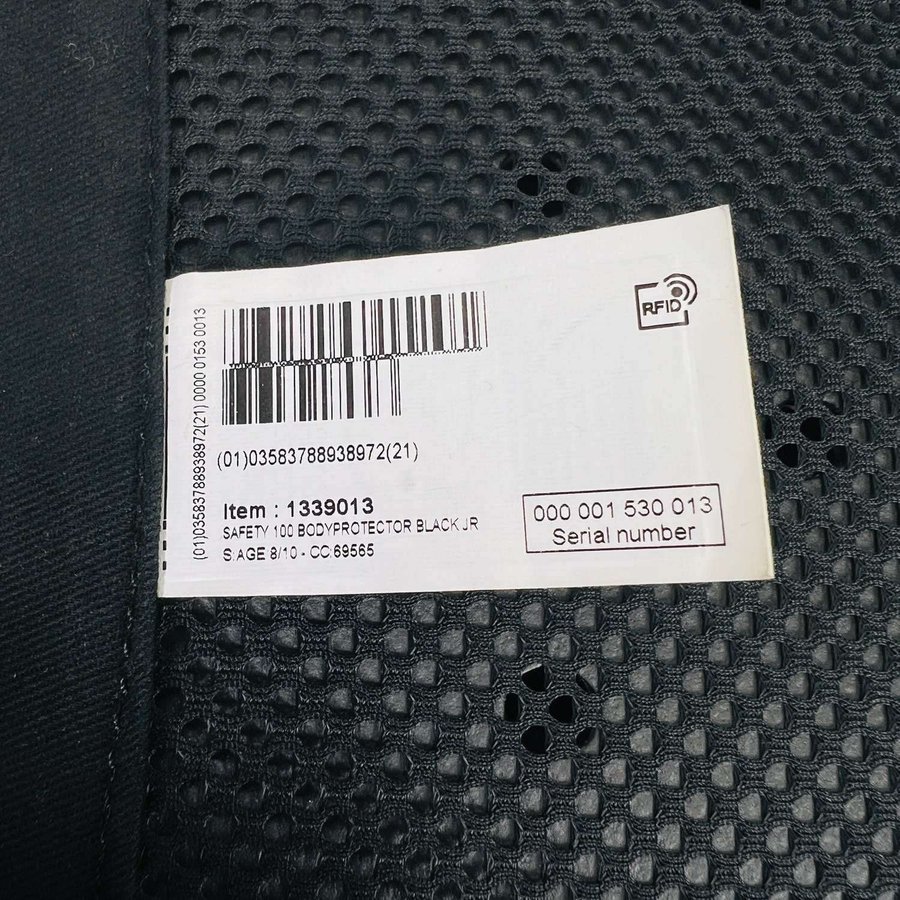 (01)03583788938972(21) 0000 0153 0013
RFID
(01)03583788938972(21)
Item : 1339013
SAFETY 100 BODYPROTECTOR BLACK JR
S:AGE 8/10 - CC:69565
000 001 530 013
Serial number